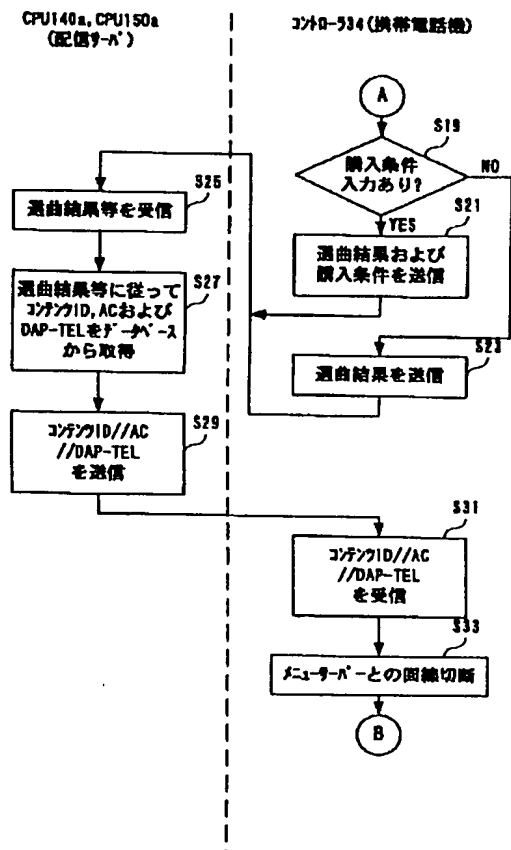 CPU140a, CPU150a
(配信サーバ)
コントローラ34(携帯電話機)
A
S19
購入条件
入力あり?
NO
YES
S21
選曲結果および
購入条件を送信
S23
選曲結果を送信
S25
選曲結果等を受信
S27
選曲結果等に従って
コンテンツID,ACおよび
DAP-TELをデータベース
から取得
S29
コンテンツID//AC
//DAP-TEL
を送信
S31
コンテンツID//AC
//DAP-TEL
を受信
S33
メニューサーバーとの回線切断
B